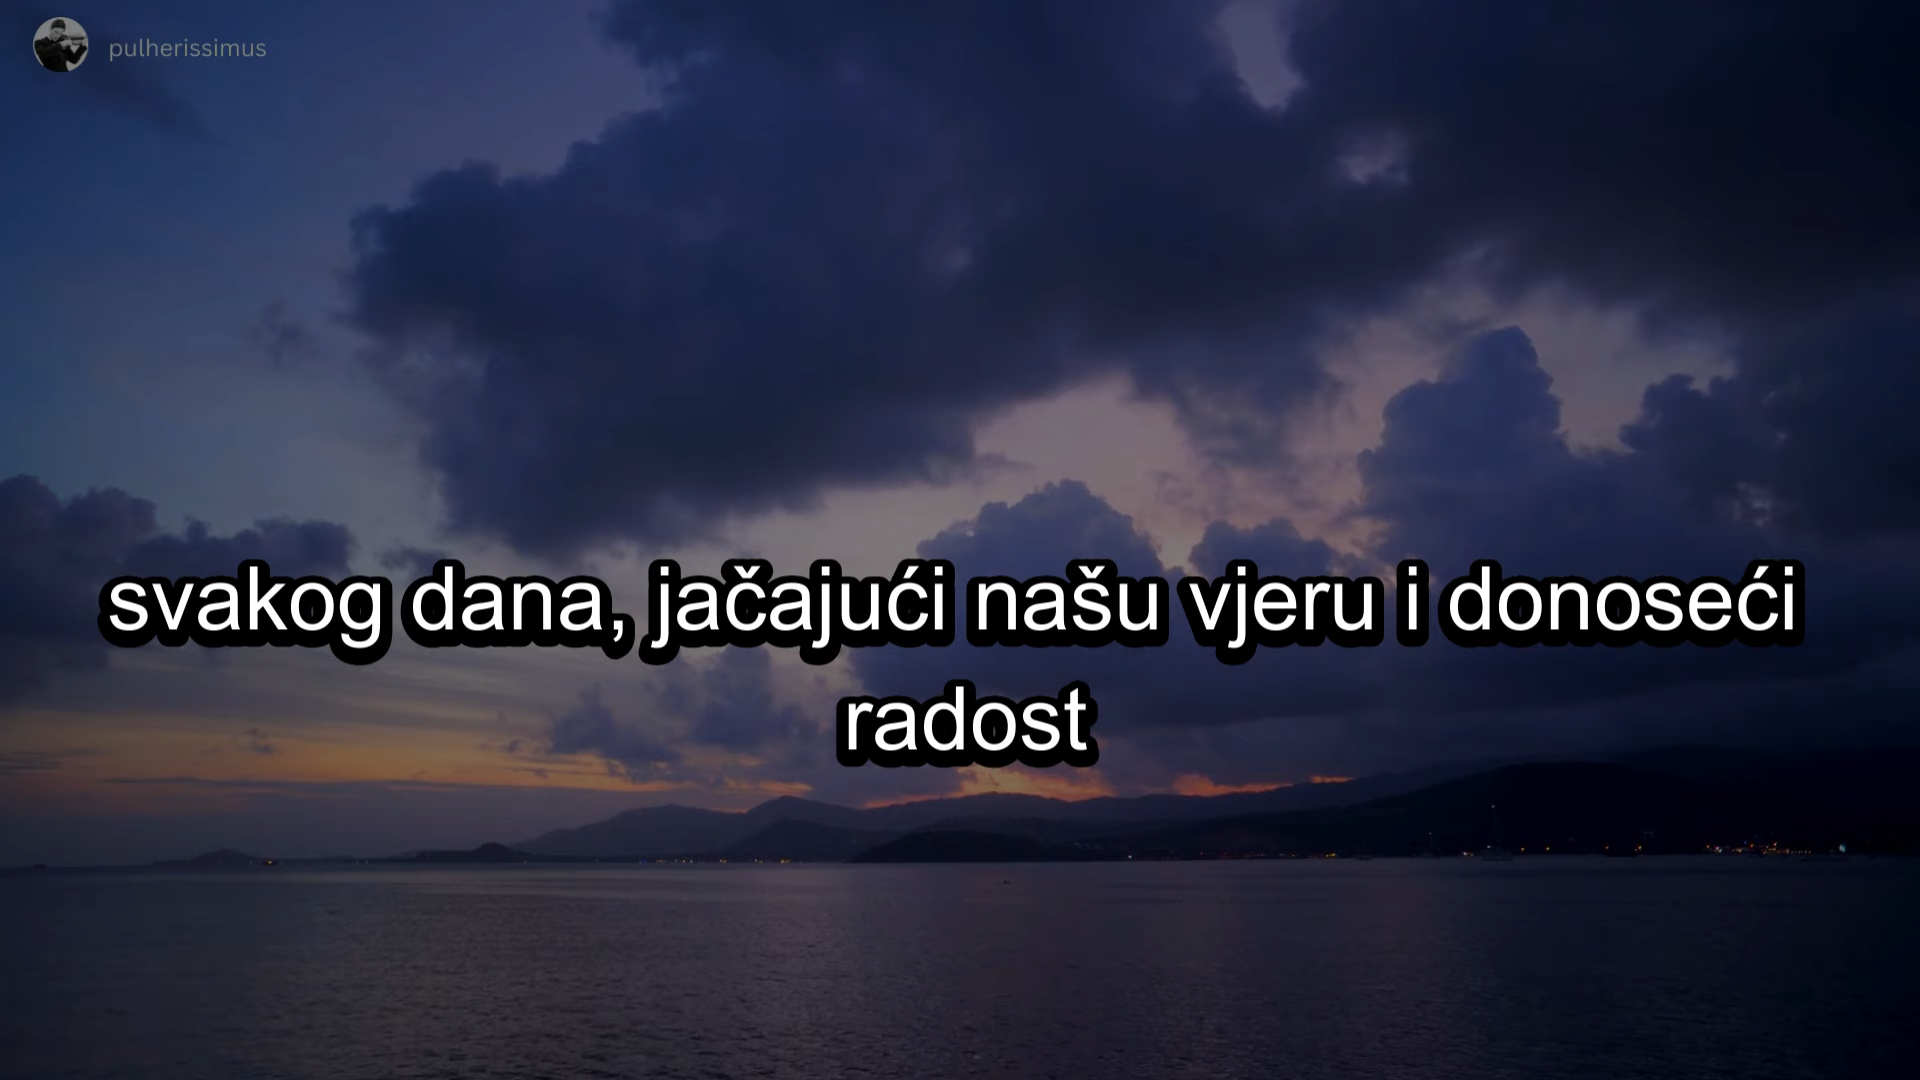 pulherissimus
svakog dana, jačajući našu vjeru i donoseći
radost